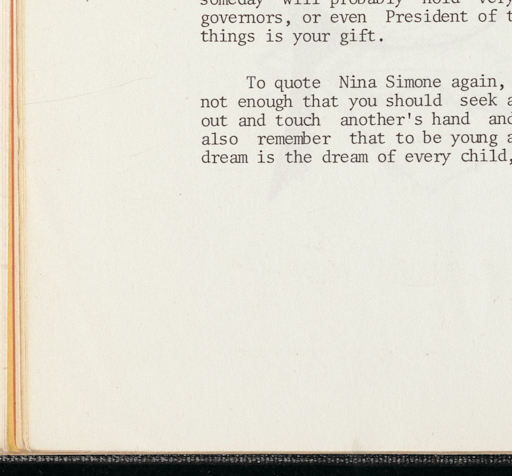 someday will probably hold very
governors, or even President of t
things is your gift.
To quote Nina Simone again,
not enough that you should seek a
out and touch another's hand and
also remember that to be young a
dream is the dream of every child,